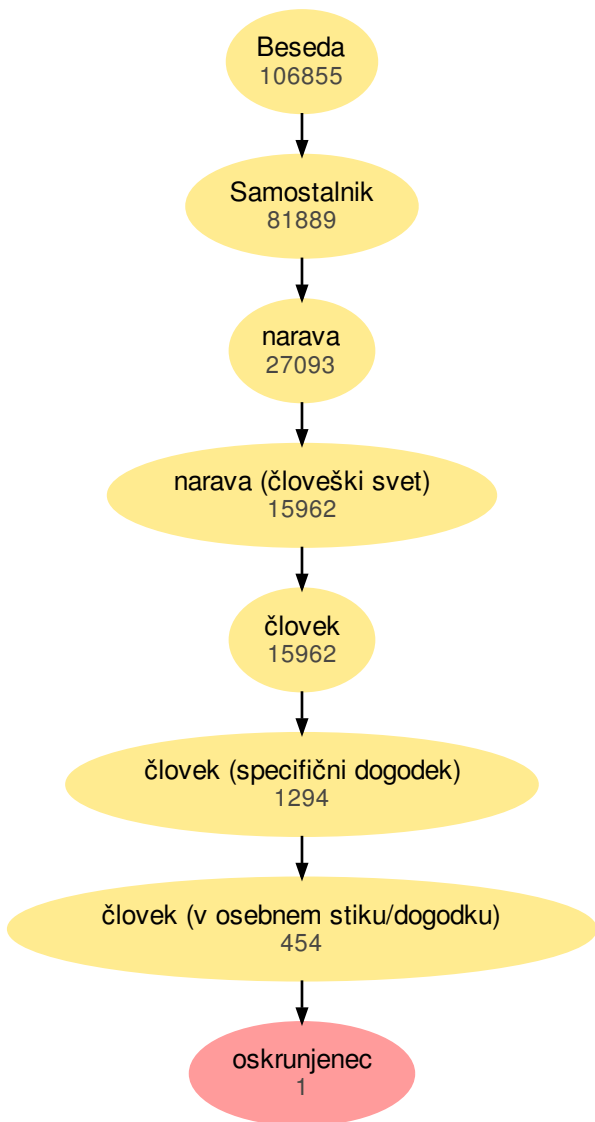 Beseda
106855
Samostalnik
81889
narava
27093
narava (človeški svet)
15962
človek
15962
človek (specifični dogodek)
1294
človek (v osebnem stiku/dogodku)
454
oskrunjenec
1